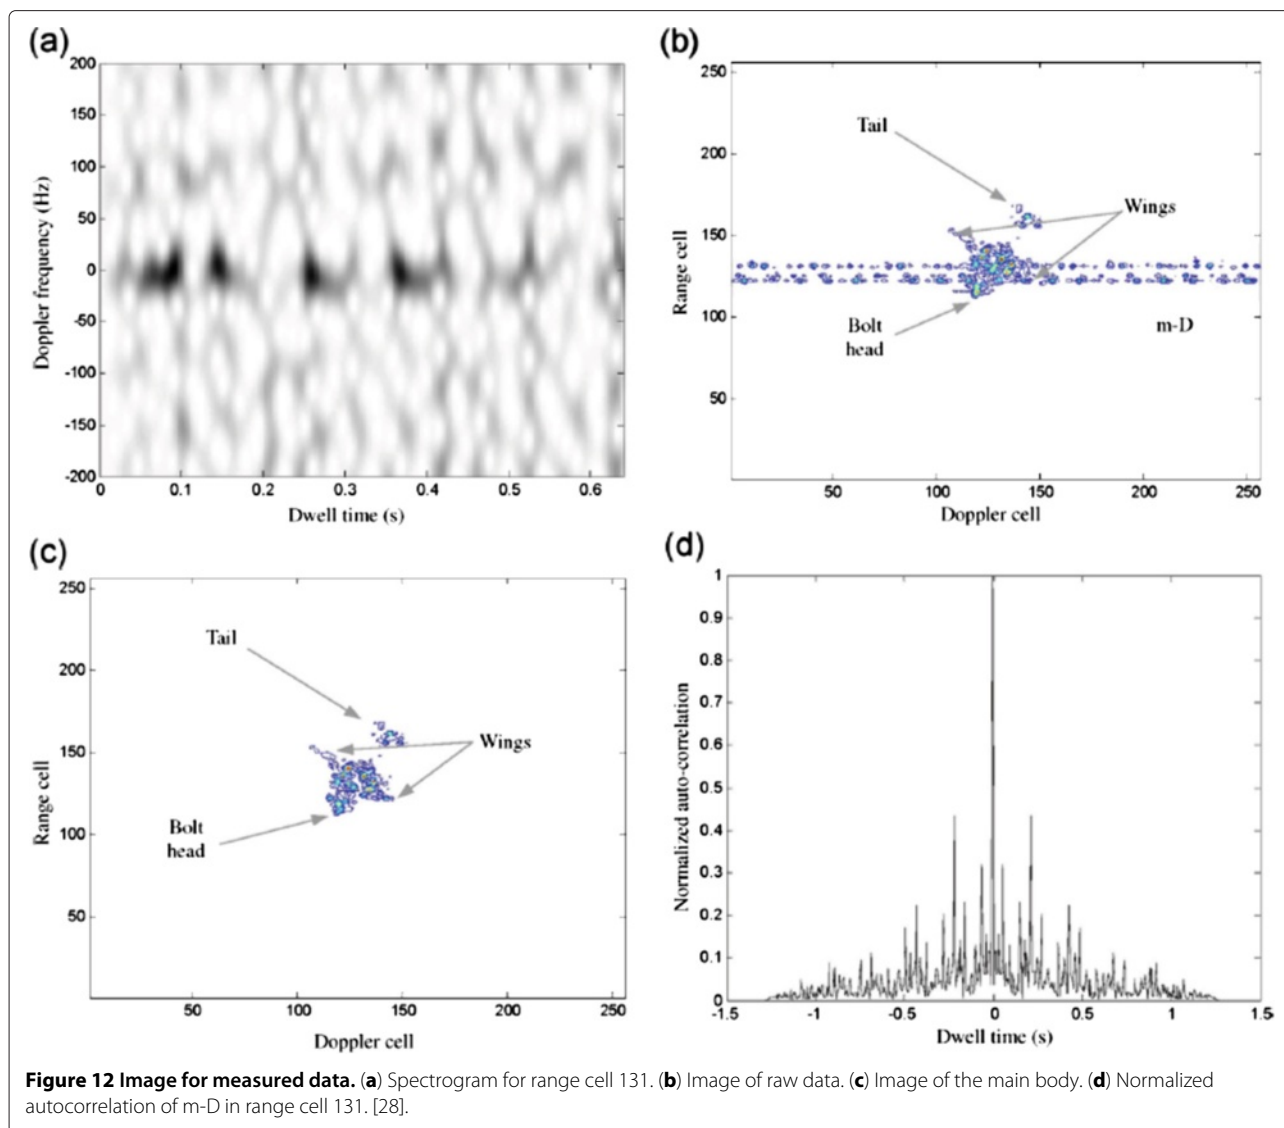 (a)
200
150
100
50
0
-50
-100
-150
-200
Doppler frequency (Hz)
0 0.1 0.2 0.3 0.4 0.5 0.6
Dwell time (s)
(b)
250
200
150
100
50
Range cell
Tail
Wings
Bolt
head
m-D
50 100 150 200 250
Doppler cell
(c)
250
200
150
100
50
Range cell
Tail
Wings
Bolt
head
50 100 150 200 250
Doppler cell
(d)
1
0.9
0.8
0.7
0.6
0.5
0.4
0.3
0.2
0.1
0
Normalized auto-correlation
-1.5 -1 -0.5 0 0.5 1 1.5
Dwell time (s)
Figure 12 Image for measured data. (a) Spectrogram for range cell 131. (b) Image of raw data. (c) Image of the main body. (d) Normalized
autocorrelation of m-D in range cell 131. [28].